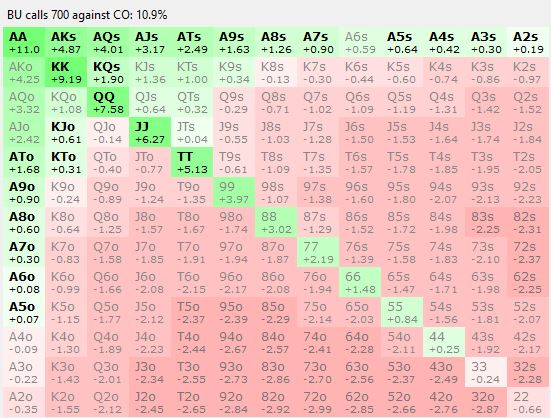 BU calls 700 against CO: 10.9%
AA AKs AQs AJs ATs A9s A8s A7s A6s A5s A4s A3s A2s
+11.0 +4.87 +4.01 +3.17 +2.49 +1.63 +1.26 +0.90 +0.59 +0.64 +0.42 +0.30 +0.19
AKo KK KQs KJs KTs K9s K8s K7s K6s K5s K4s K3s K2s
+4.25 +9.19 +1.90 +1.36 +1.00 +0.34 -0.13 -0.30 -0.44 -0.60 -0.74 -0.86 -0.97
AQo KQo QQ QJs QTs Q9s Q8s Q7s Q6s Q5s Q4s Q3s Q2s
+3.32 +1.08 +7.58 +0.64 +0.32 -0.29 -0.71 -1.02 -1.09 -1.19 -1.31 -1.42 -1.52
AJo KJo QJo JJ JTs J9s J8s J7s J6s J5s J4s J3s J2s
+2.42 +0.61 -0.14 +6.27 +0.04 -0.55 -1.03 -1.28 -1.50 -1.53 -1.64 -1.74 -1.84
ATo KTo QTo JTo TT T9s T8s T7s T6s T5s T4s T3s T2s
+1.68 +0.31 -0.40 -0.77 +5.13 -0.61 -1.09 -1.35 -1.57 -1.78 -1.85 -1.95 -2.05
A9o K9o Q9o J9o T9o 99 98s 97s 96s 95s 94s 93s 92s
+0.90 -0.24 -0.89 -1.24 -1.35 +3.97 -1.07 -1.38 -1.60 -1.80 -2.07 -2.13 -2.23
A8o K8o Q8o J8o T8o 98o 88 87s 86s 85s 84s 83s 82s
+0.60 -0.64 -1.25 -1.57 -1.67 -1.74 +3.02 -1.29 -1.52 -1.72 -1.98 -2.25 -2.31
A7o K7o Q7o J7o T7o 97o 87o 77 76s 75s 74s 73s 72s
+0.30 -0.83 -1.58 -1.85 -1.91 -1.94 -1.87 +2.19 -1.39 -1.58 -1.83 -2.10 -2.37
A6o K6o Q6o J6o T6o 96o 86o 76o 66 65s 64s 63s 62s
+0.08 -0.99 -1.66 -2.08 -2.15 -2.17 -2.08 -1.94 +1.48 -1.47 -1.71 -1.98 -2.25
A5o K5o Q5o J5o T5o 95o 85o 75o 65o 55 54s 53s 52s
+0.07 -1.15 -1.77 -2.12 -2.37 -2.39 -2.29 -2.14 -2.03 +0.84 -1.56 -1.81 -2.07
A4o K4o Q4o J4o T4o 94o 84o 74o 64o 54o 44 43s 42s
-0.09 -1.30 -1.89 -2.23 -2.44 -2.67 -2.57 -2.41 -2.28 -2.11 +0.25 -1.92 -2.17
A3o K3o Q3o J3o T3o 93o 83o 73o 63o 53o 43o 33 32s
-0.22 -1.43 -2.01 -2.34 -2.55 -2.73 -2.86 -2.70 -2.56 -2.37 -2.49 -0.24 -2.28
A2o K2o Q2o J2o T2o 92o 82o 72o 62o 52o 42o 32o 22
-0.35 -1.55 -2.12 -2.45 -2.64 -2.84 -2.92 -2.99 -2.85 -2.66 -2.76 -2.87 -0.66